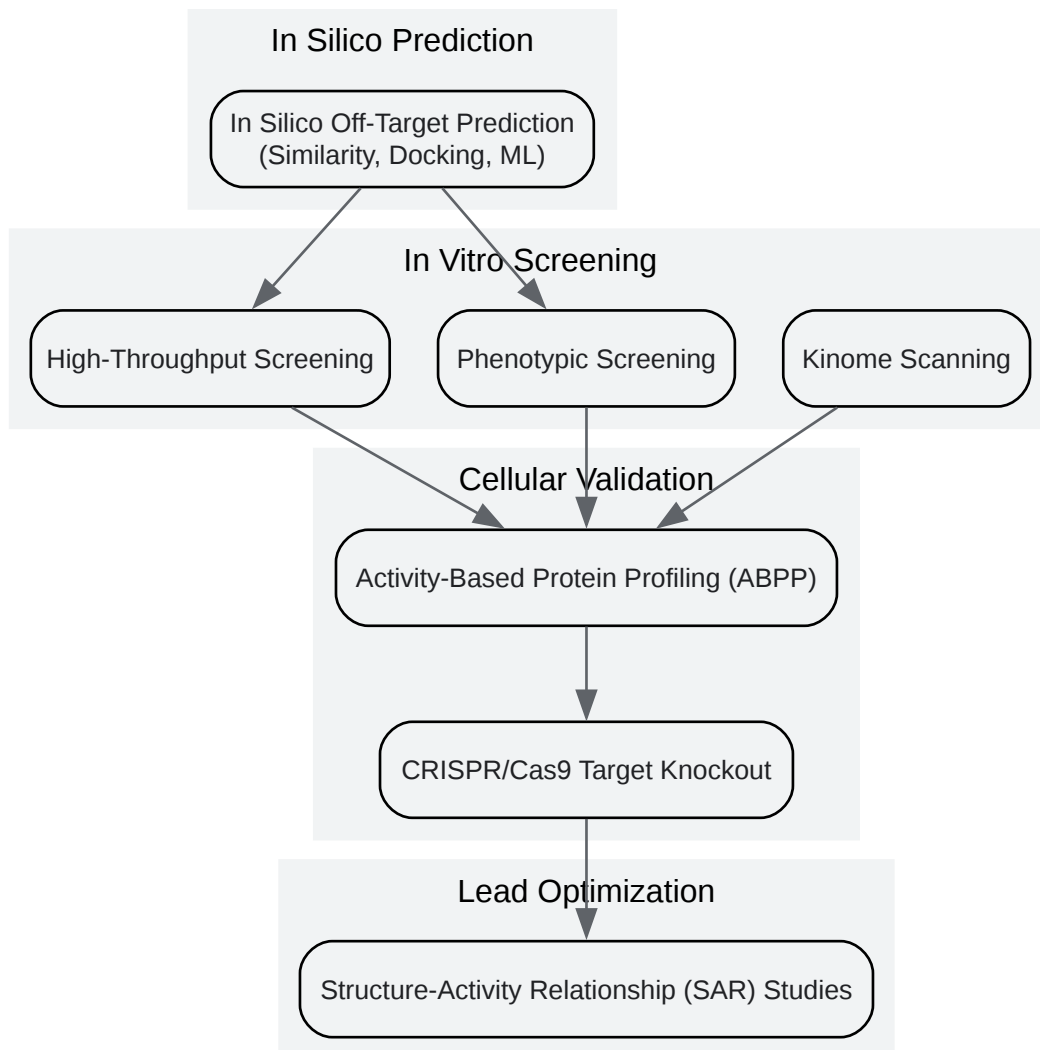 In Silico Prediction
In Silico Off-Target Prediction
(Similarity, Docking, ML)
In Vitro Screening
High-Throughput Screening
Phenotypic Screening
Kinome Scanning
Cellular Validation
Activity-Based Protein Profiling (ABPP)
CRISPR/Cas9 Target Knockout
Lead Optimization
Structure-Activity Relationship (SAR) Studies